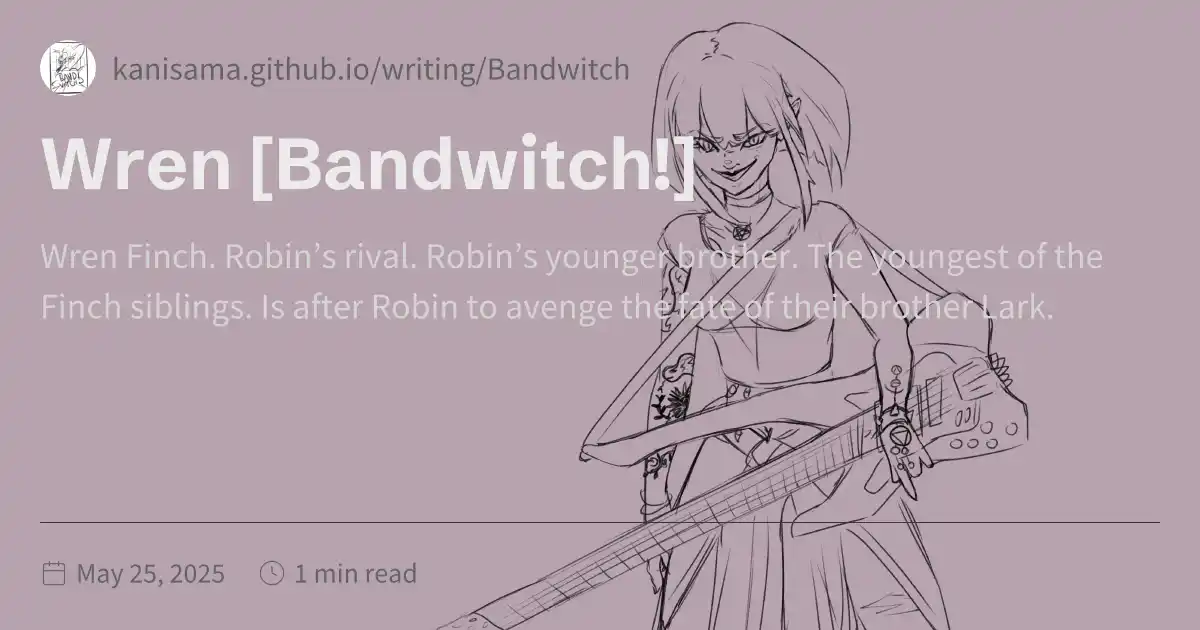 kanisama.github.io/writing/Bandwitch
Wren [Bandwitch!]
Wren Finch. Robin’s rival. Robin’s younger brother. The youngest of the
Finch siblings. Is after Robin to avenge the fate of their brother Lark.
May 25, 2025
1 min read